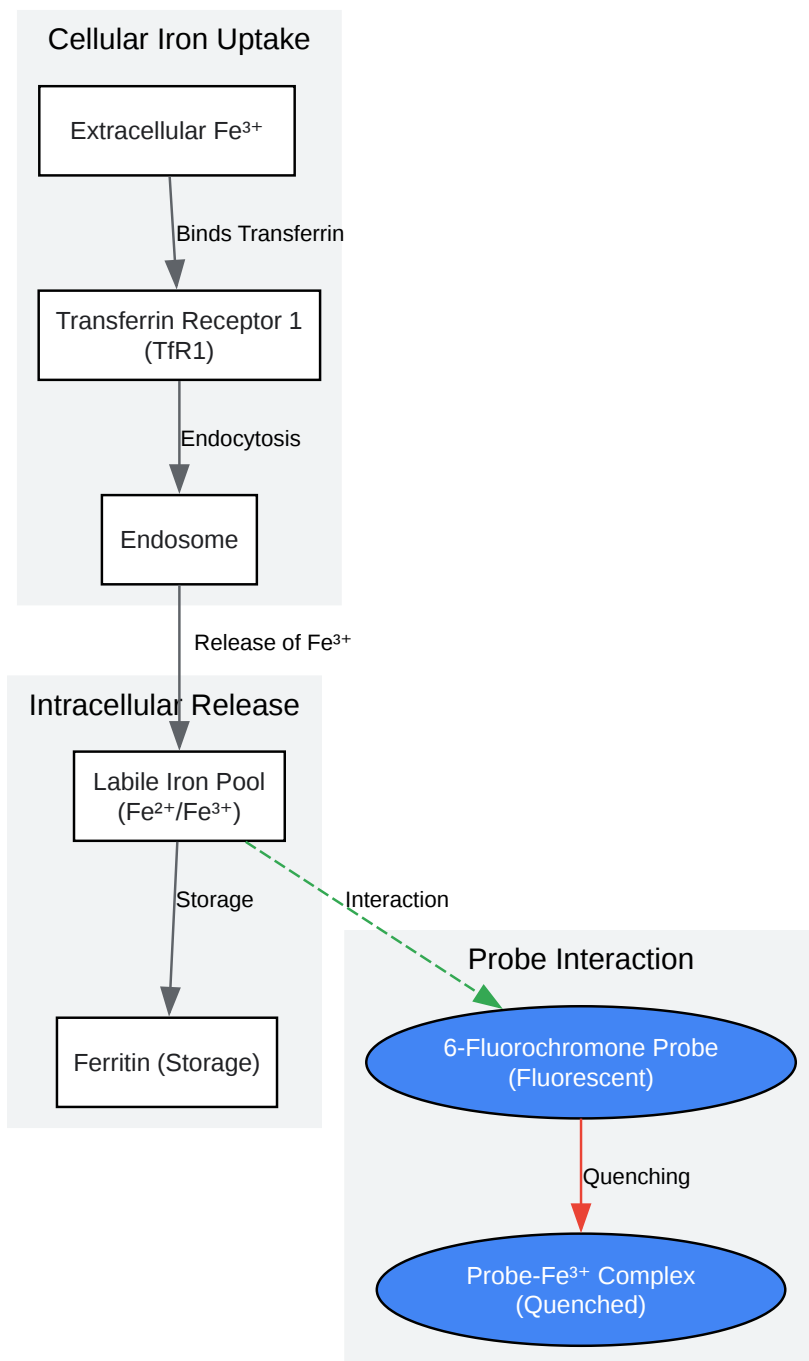 Cellular Iron Uptake
Extracellular Fe³⁺
Binds Transferrin
Transferrin Receptor 1
(TfR1)
Endocytosis
Endosome
Release of Fe³⁺
Intracellular Release
Labile Iron Pool
(Fe²⁺/Fe³⁺)
Storage
Interaction
Ferritin (Storage)
Probe Interaction
6-Fluorochromone Probe
(Fluorescent)
Quenching
Probe-Fe³⁺ Complex
(Quenched)